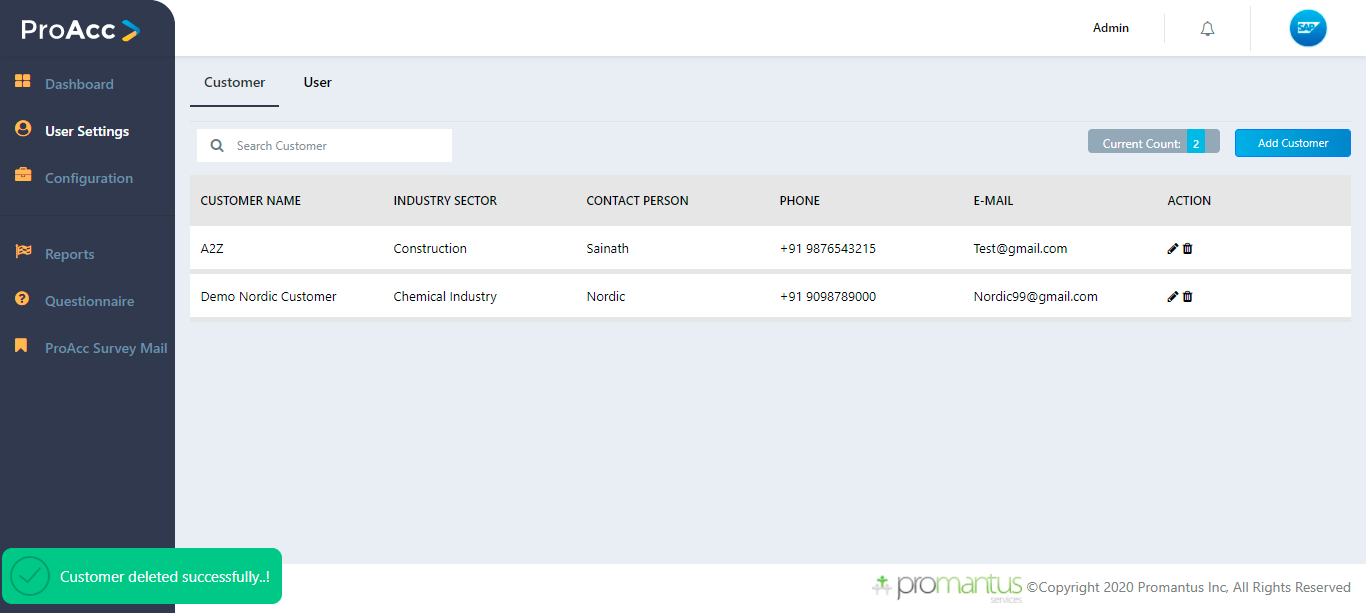 ProAcc
Admin
SAP
Dashboard
User Settings
Configuration
Reports
Questionnaire
ProAcc Survey Mail
Customer User
Search Customer
Current Count: 2
Add Customer
CUSTOMER NAME INDUSTRY SECTOR CONTACT PERSON PHONE E-MAIL ACTION
A2Z Construction Sainath +91 9876543215 Test@gmail.com
Demo Nordic Customer Chemical Industry Nordic +91 9098789000 Nordic99@gmail.com
Customer deleted successfully..!
promantus
services
©Copyright 2020 Promantus Inc, All Rights Reserved